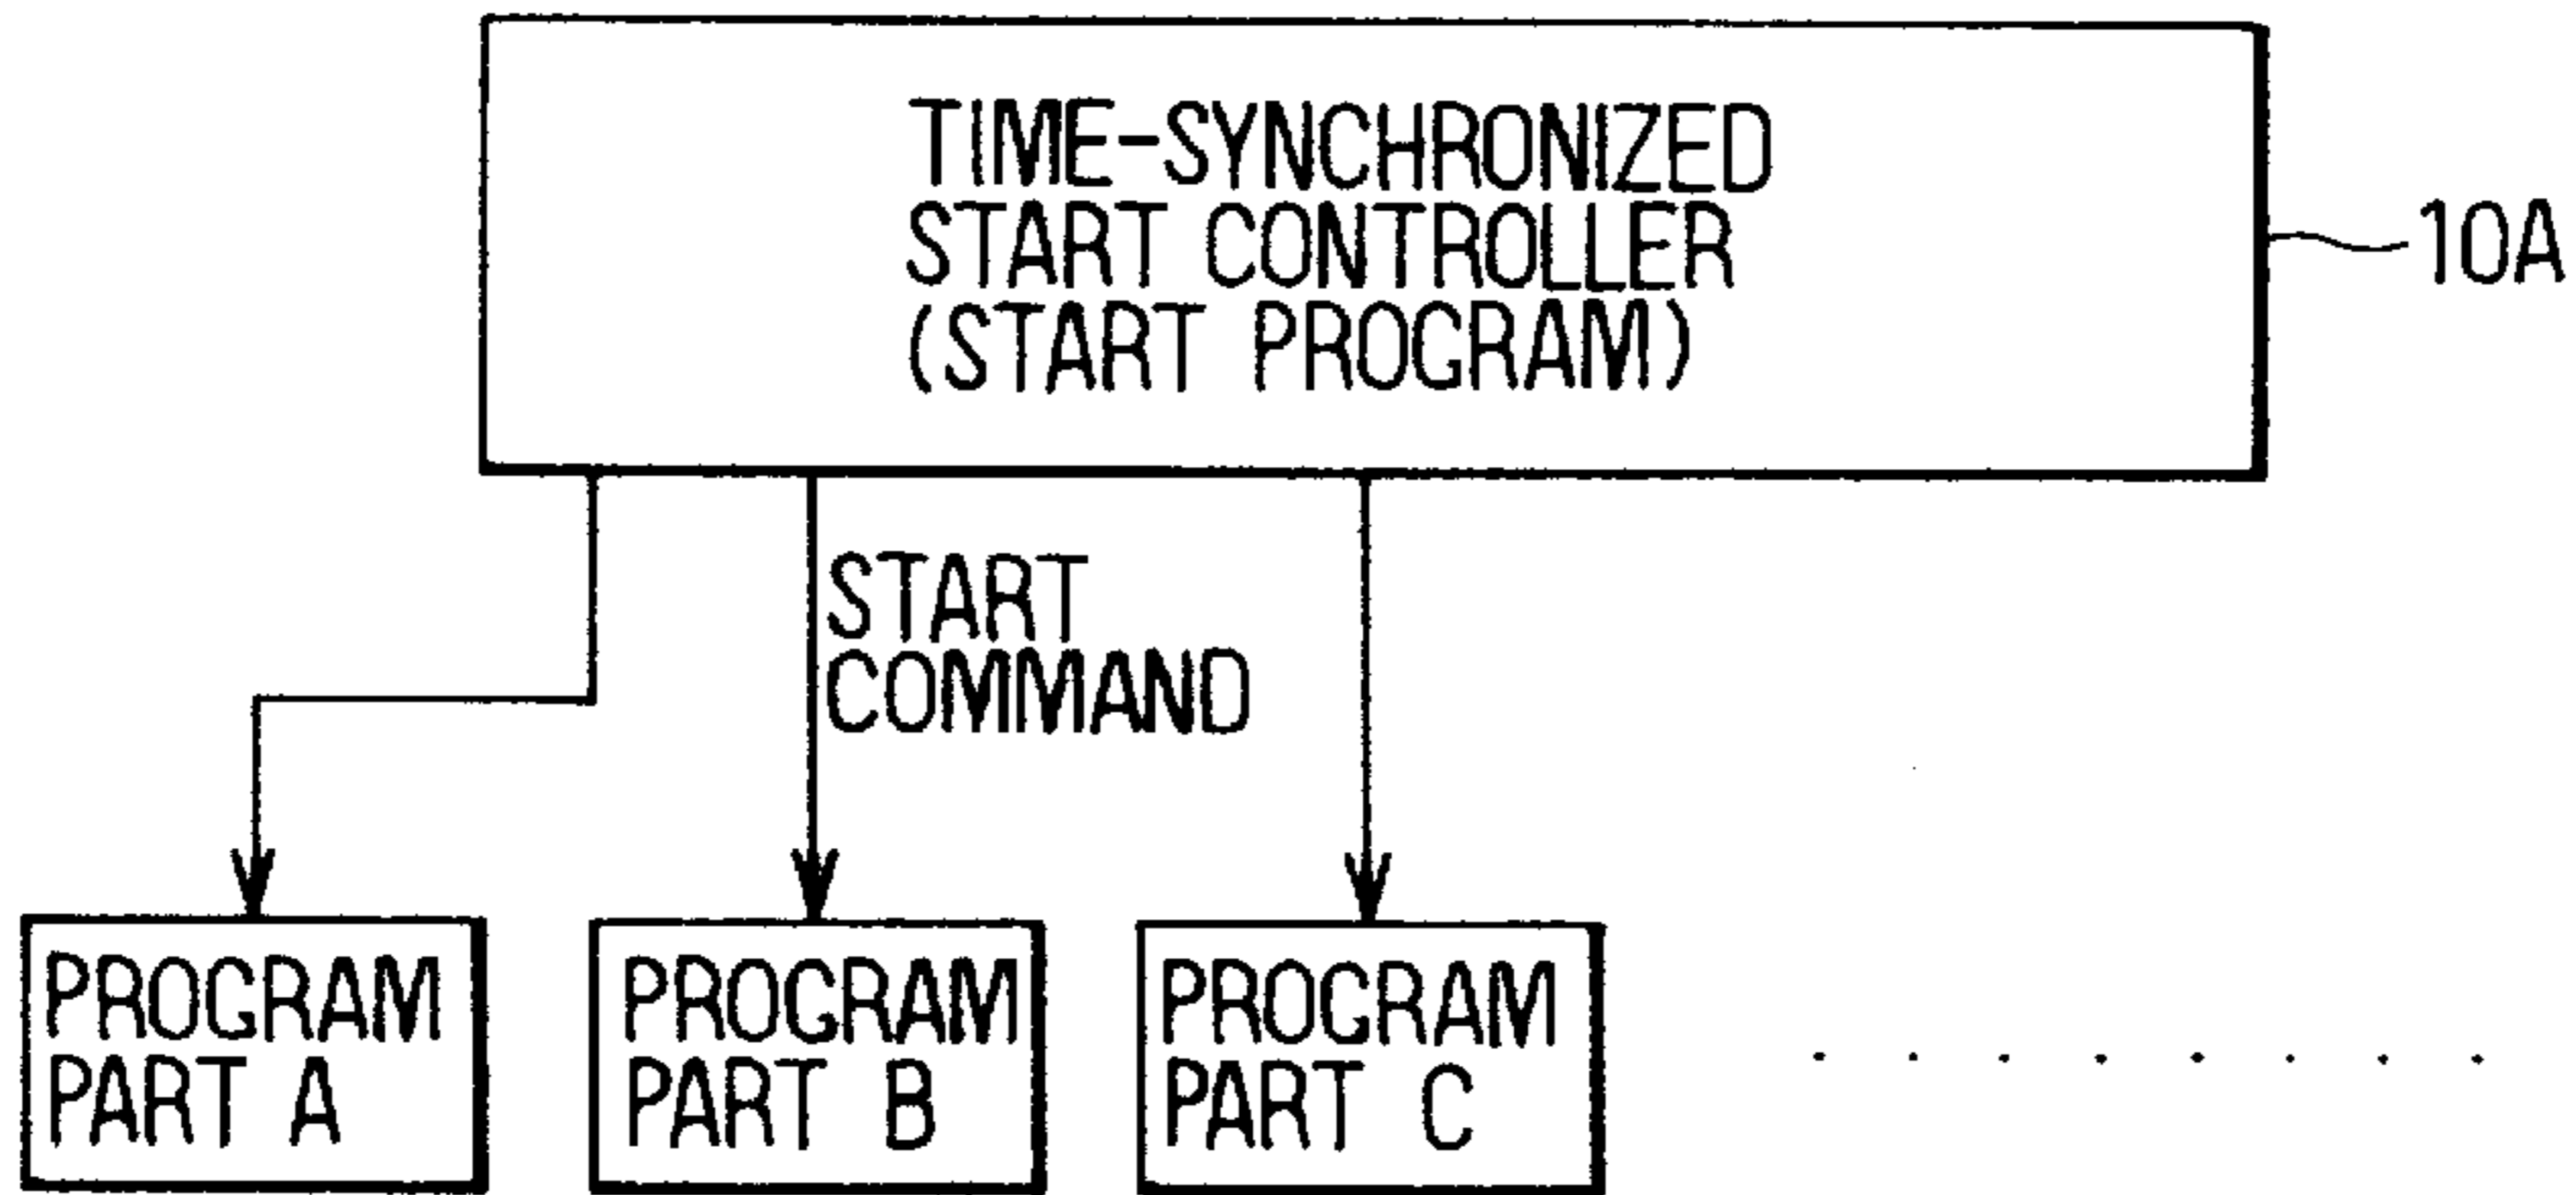 TIME-SYNCHRONIZED
START CONTROLLER
(START PROGRAM)
10A
START
COMMAND
PROGRAM
PART A
PROGRAM
PART B
PROGRAM
PART C
. . . . . . . .